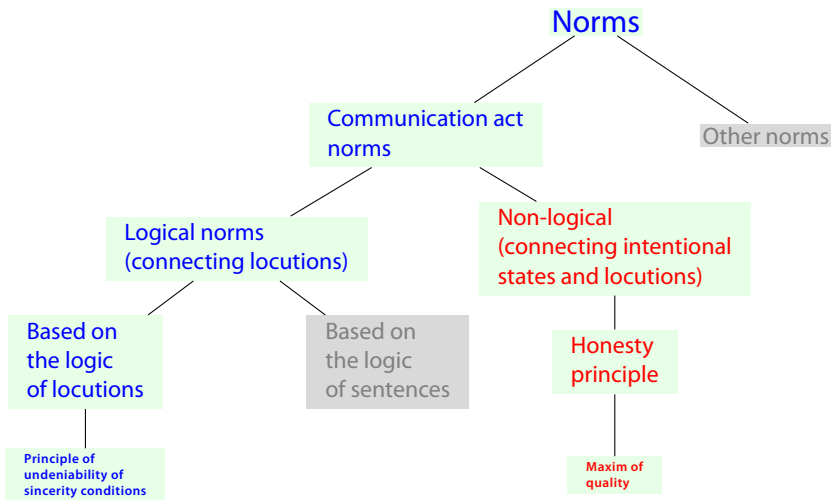 Norms
Communication act
norms
Other norms
Logical norms
(connecting locutions)
Non-logical
(connecting intentional
states and locutions)
Based on
the logic
of locutions
Based on
the logic
of sentences
Honesty
principle
Principle of
undeniability of
sincerity conditions
Maxim of
quality